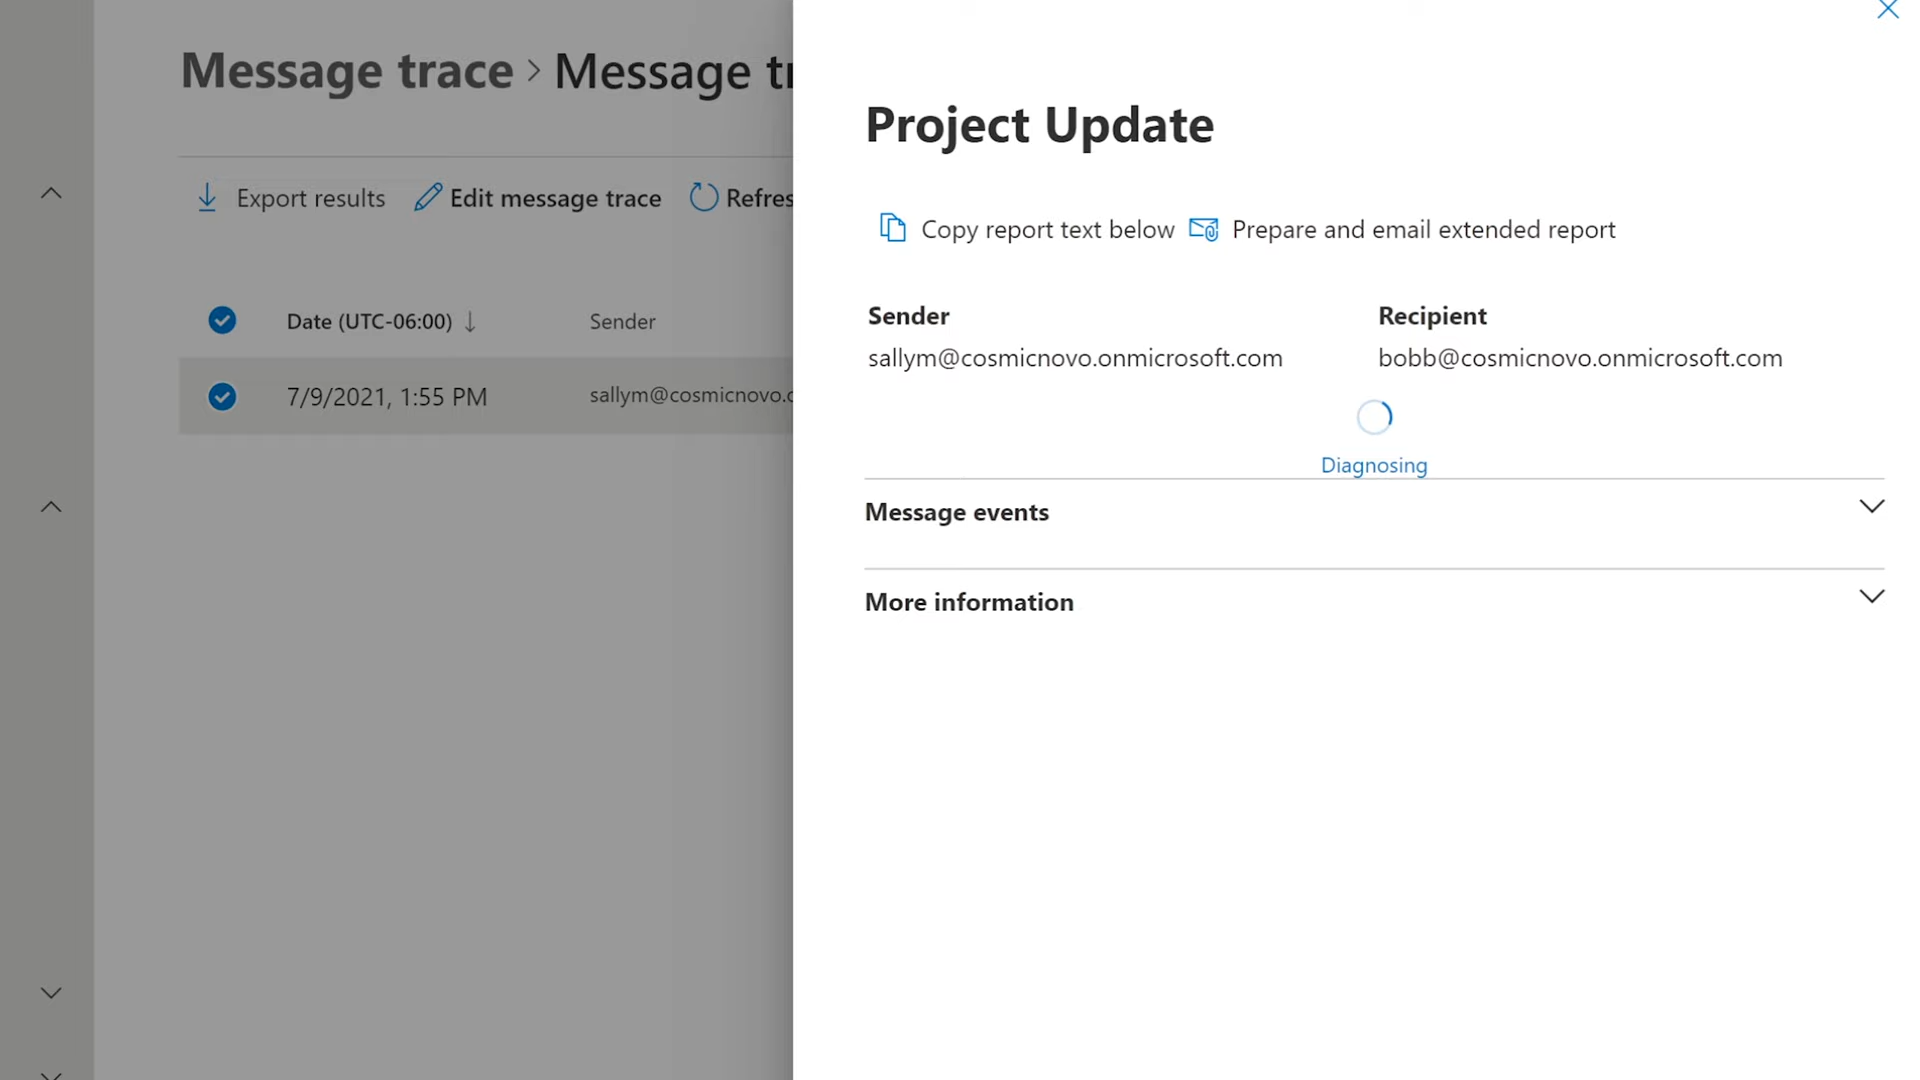 Message trace > Message tr
Export results Edit message trace Refres
Date (UTC-06:00) ↓ Sender
7/9/2021, 1:55 PM sallym@cosmicnovo.o
Project Update
Copy report text below Prepare and email extended report
Sender Recipient
sallym@cosmicnovo.onmicrosoft.com bobb@cosmicnovo.onmicrosoft.com
Diagnosing
Message events
More information